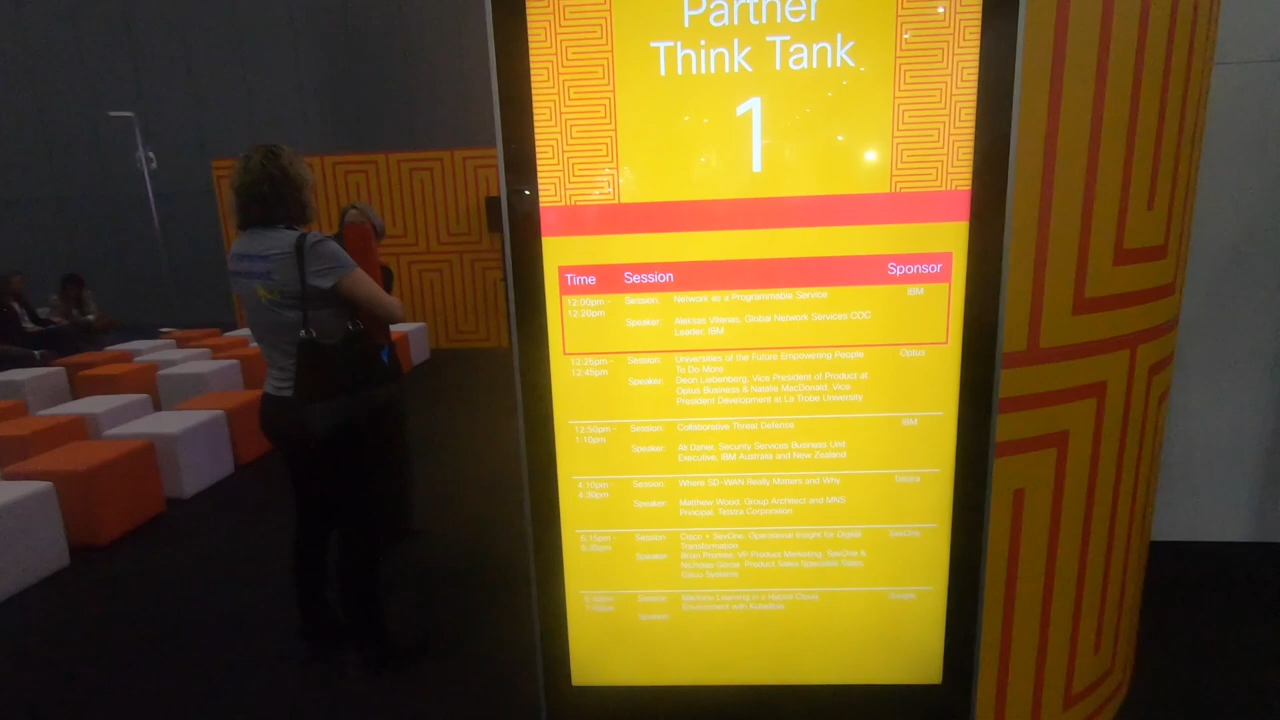 Partner
Think Tank
1
Time Session Sponsor
12:00pm - Session: Network as a Programmable Service IBM
12:20pm
Speaker: Aleksas Vitenas, Global Network Services COC
Leader, IBM
12:25pm - Session: Universities of the Future Empowering People Optus
12:45pm To Do More
Speaker: Deon Liebenberg, Vice President of Product at
Optus Business & Natalie MacDonald, Vice
President Development at La Trobe University
12:50pm - Session: Collaborative Threat Defense IBM
1:10pm
Speaker: Ali Daher, Security Services Business Unit
Executive, IBM Australia and New Zealand
4:10pm - Session: Where SD-WAN Really Matters and Why Telstra
4:30pm
Speaker: Matthew Wood, Group Architect and MNS
Principal, Telstra Corporation
Session: Cisco + SevOne: Operational Insight for Digital SevOne
Transformation
Speaker: Brian VP Product Marketing, SevOne &
Nicholas Product Sales Specialist
Cisco Systems
Session: Machine Learning in a Hybrid Cloud Google
Environment with Kubeflow
Speaker: